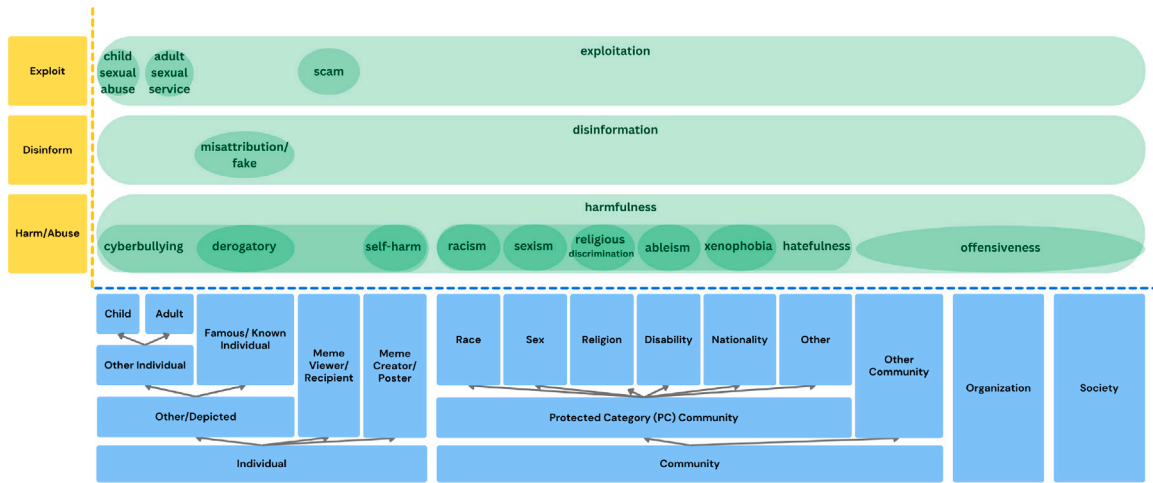 Exploit
child
sexual
abuse
adult
sexual
service
scam
exploitation
Disinform
misattribution/
fake
disinformation
Harm/Abuse
harmfulness
cyberbullying
derogatory
self-harm
racism
sexism
religious
discrimination
ableism
xenophobia
hatefulness
offensiveness
Child
Adult
Other Individual
Famous/ Known
Individual
Other/Depicted
Meme
Viewer/
Recipient
Meme
Creator/
Poster
Individual
Race
Sex
Religion
Disability
Nationality
Other
Protected Category (PC) Community
Other
Community
Community
Organization
Society